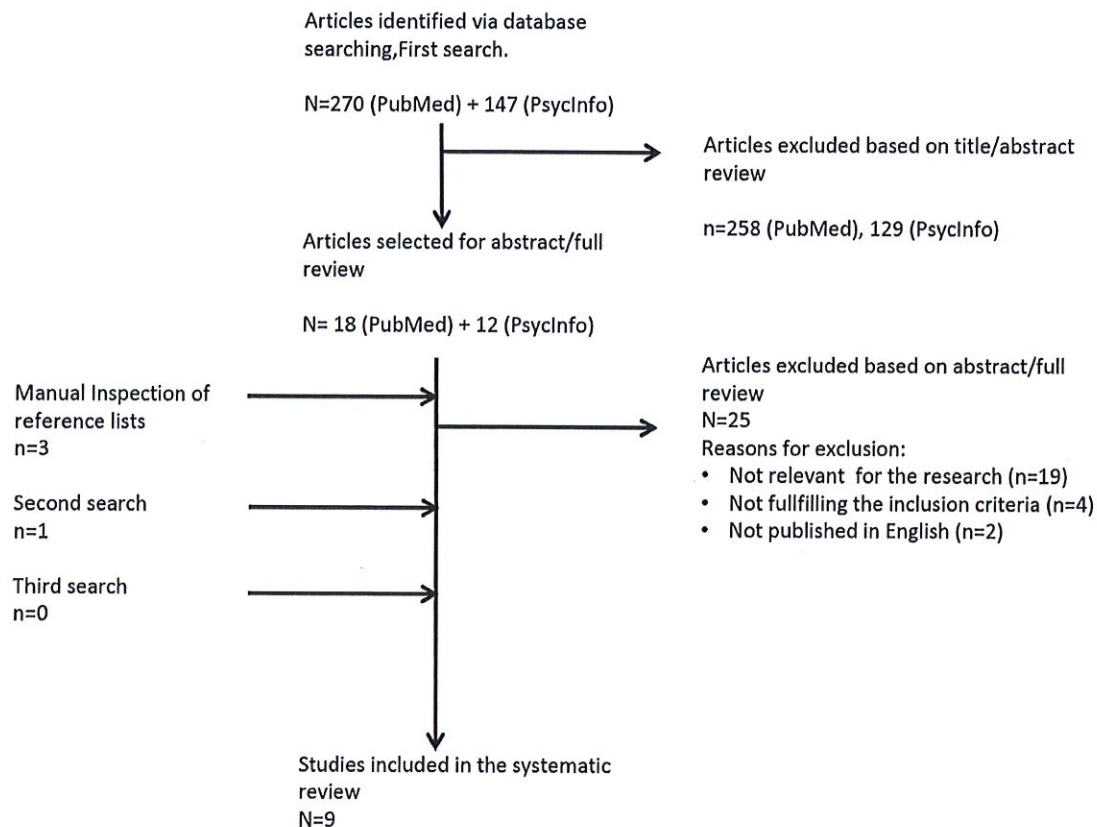 Articles identified via database
searching,First search.
N=270 (PubMed) + 147 (PsycInfo)
Articles excluded based on title/abstract
review
n=258 (PubMed), 129 (PsycInfo)
Articles selected for abstract/full
review
N= 18 (PubMed) + 12 (PsycInfo)
Manual Inspection of
reference lists
n=3
Second search
n=1
Third search
n=0
Articles excluded based on abstract/full
review
N=25
Reasons for exclusion:
• Not relevant for the research (n=19)
• Not fullfilling the inclusion criteria (n=4)
• Not published in English (n=2)
Studies included in the systematic
review
N=9